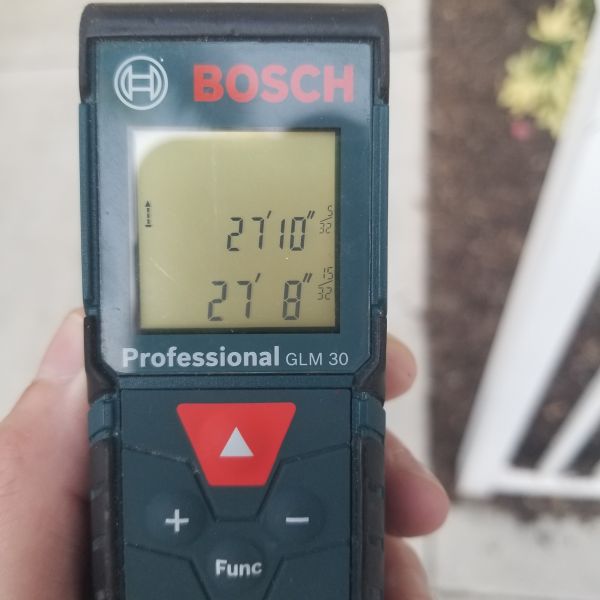 BOSCH
27'10" 5/32
27' 8" 15/32
Professional GLM 30
+ −
Func